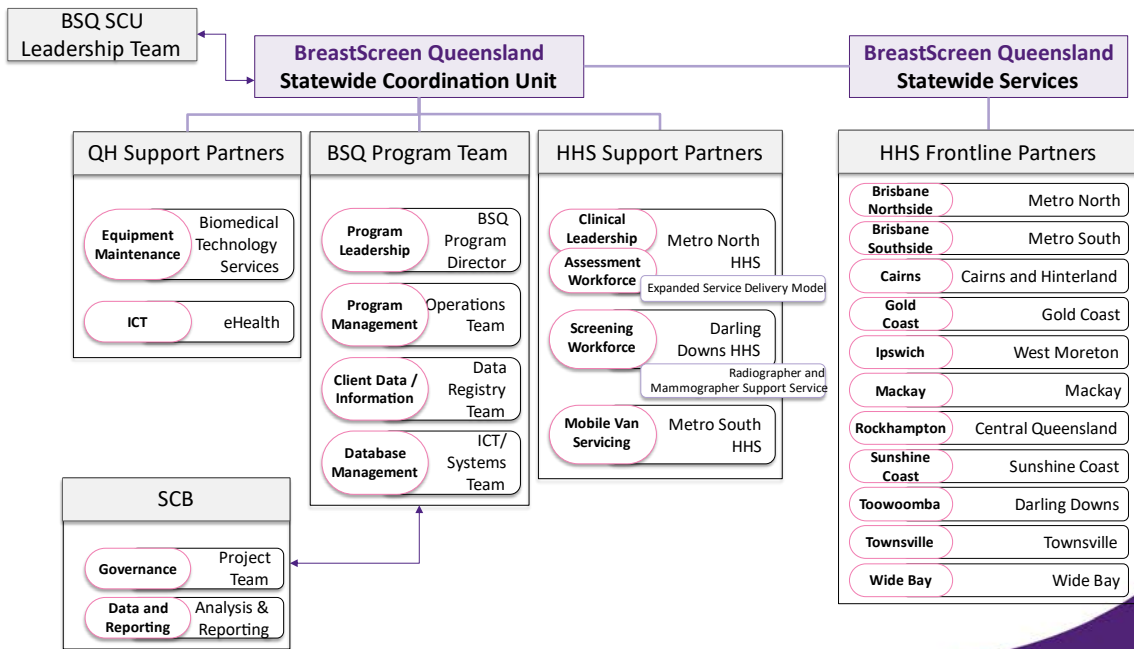 BSQ SCU
Leadership Team
BreastScreen Queensland
Statewide Coordination Unit
BreastScreen Queensland
Statewide Services
QH Support Partners
Equipment
Maintenance
Biomedical
Technology
Services
ICT
eHealth
BSQ Program Team
Program
Leadership
BSQ
Program
Director
Program
Management
Operations
Team
Client Data /
Information
Data
Registry
Team
Database
Management
ICT/
Systems
Team
HHS Support Partners
Clinical
Leadership
Assessment
Workforce
Metro North
HHS
Expanded Service Delivery Model
Screening
Workforce
Darling
Downs HHS
Radiographer and
Mammographer Support Service
Mobile Van
Servicing
Metro South
HHS
HHS Frontline Partners
Brisbane
Northside
Metro North
Brisbane
Southside
Metro South
Cairns
Cairns and Hinterland
Gold
Coast
Gold Coast
Ipswich
West Moreton
Mackay
Mackay
Rockhampton
Central Queensland
Sunshine
Coast
Sunshine Coast
Toowoomba
Darling Downs
Townsville
Townsville
Wide Bay
Wide Bay
SCB
Governance
Project
Team
Data and
Reporting
Analysis &
Reporting